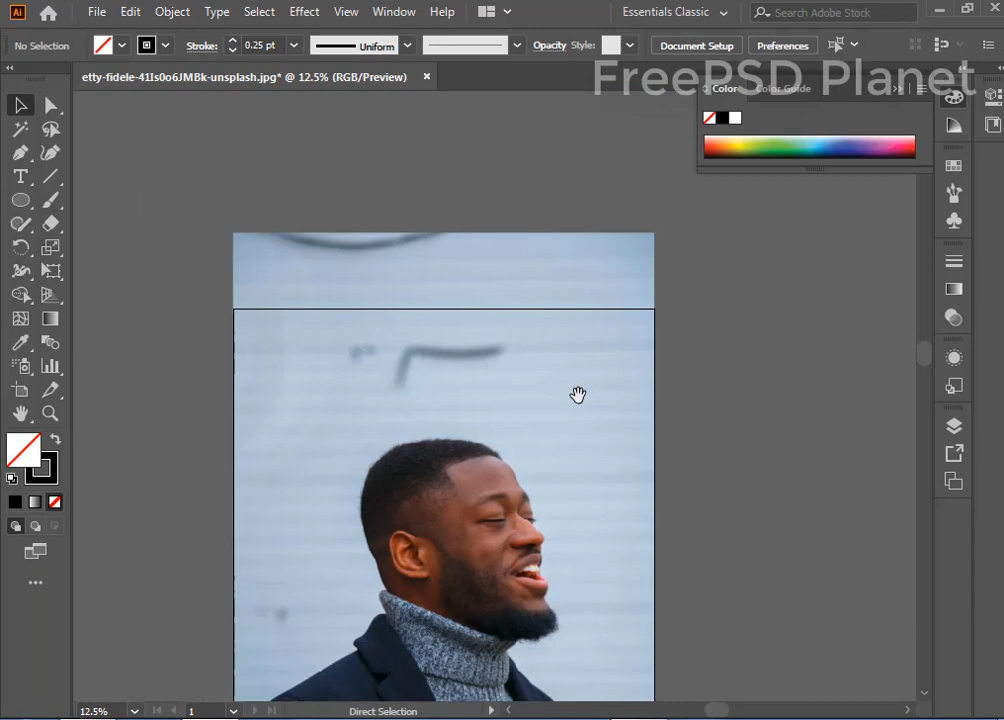 Ai File Edit Object Type Select Effect View Window Help Essentials Classic Search Adobe Stock
No Selection Stroke: 0.25 pt Uniform Opacity Style: Document Setup Preferences
etty-fidele-41Is0o6JMBk-unsplash.jpg* @ 12.5% (RGB/Preview)
FreePSD Planet
Color Color Guide
12.5% 1 Direct Selection